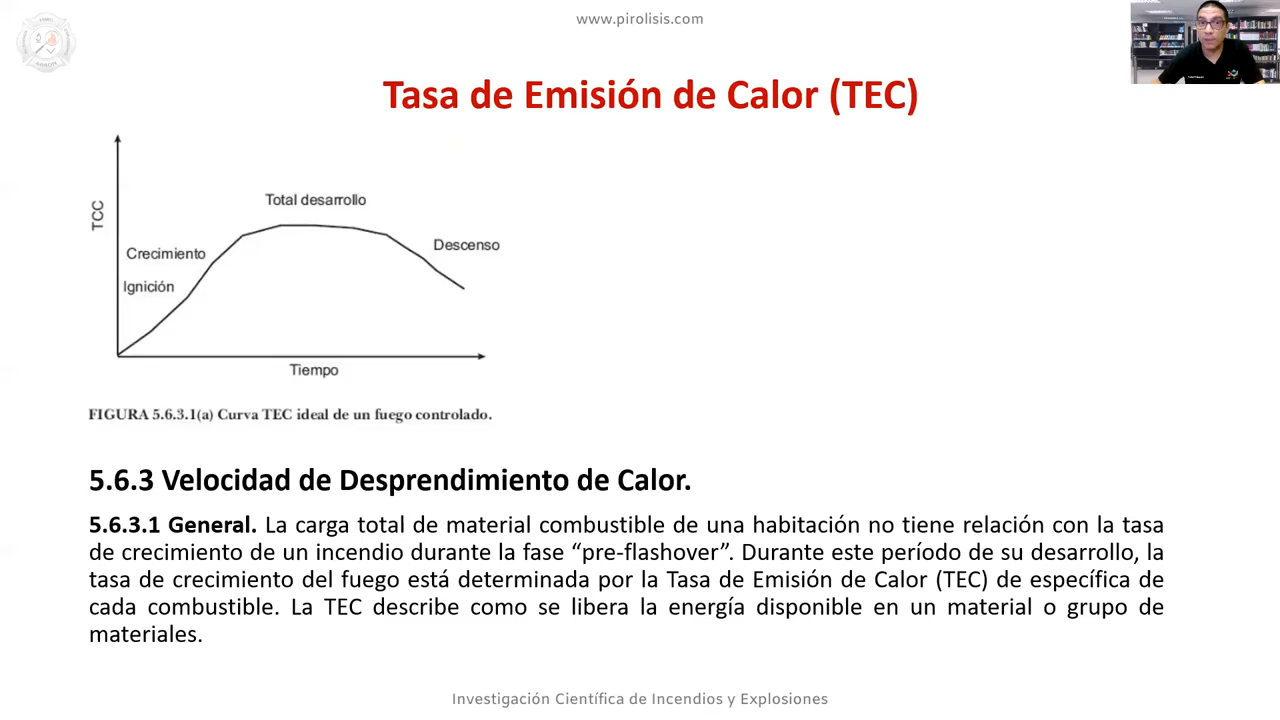 www.pirolisis.com
Tasa de Emisión de Calor (TEC)
TCC
Total desarrollo
Crecimiento
Descenso
Ignición
Tiempo
FIGURA 5.6.3.1(a) Curva TEC ideal de un fuego controlado.
5.6.3 Velocidad de Desprendimiento de Calor.
5.6.3.1 General. La carga total de material combustible de una habitación no tiene relación con la tasa
de crecimiento de un incendio durante la fase “pre-flashover”. Durante este período de su desarrollo, la
tasa de crecimiento del fuego está determinada por la Tasa de Emisión de Calor (TEC) de específica de
cada combustible. La TEC describe como se libera la energía disponible en un material o grupo de
materiales.
Investigación Científica de Incendios y Explosiones